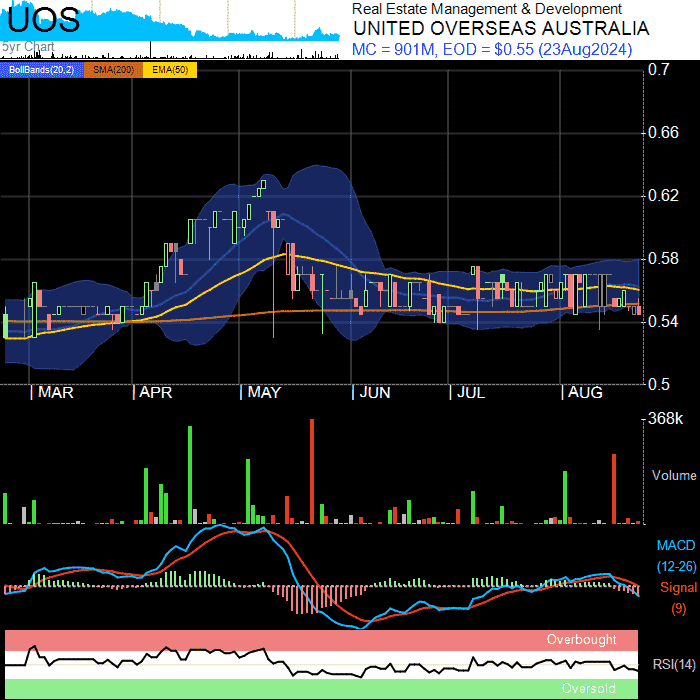 UOS
5yr Chart
Real Estate Management & Development
UNITED OVERSEAS AUSTRALIA
MC = 901M, EOD = $0.55 (23Aug2024)
BollBands(20,2) SMA(200) EMA(50)
0.7
0.66
0.62
0.58
0.54
0.5
| MAR | APR | MAY | JUN | JUL | AUG
368k
Volume
MACD
(12-26)
Signal
(9)
Overbought
RSI(14)
Oversold